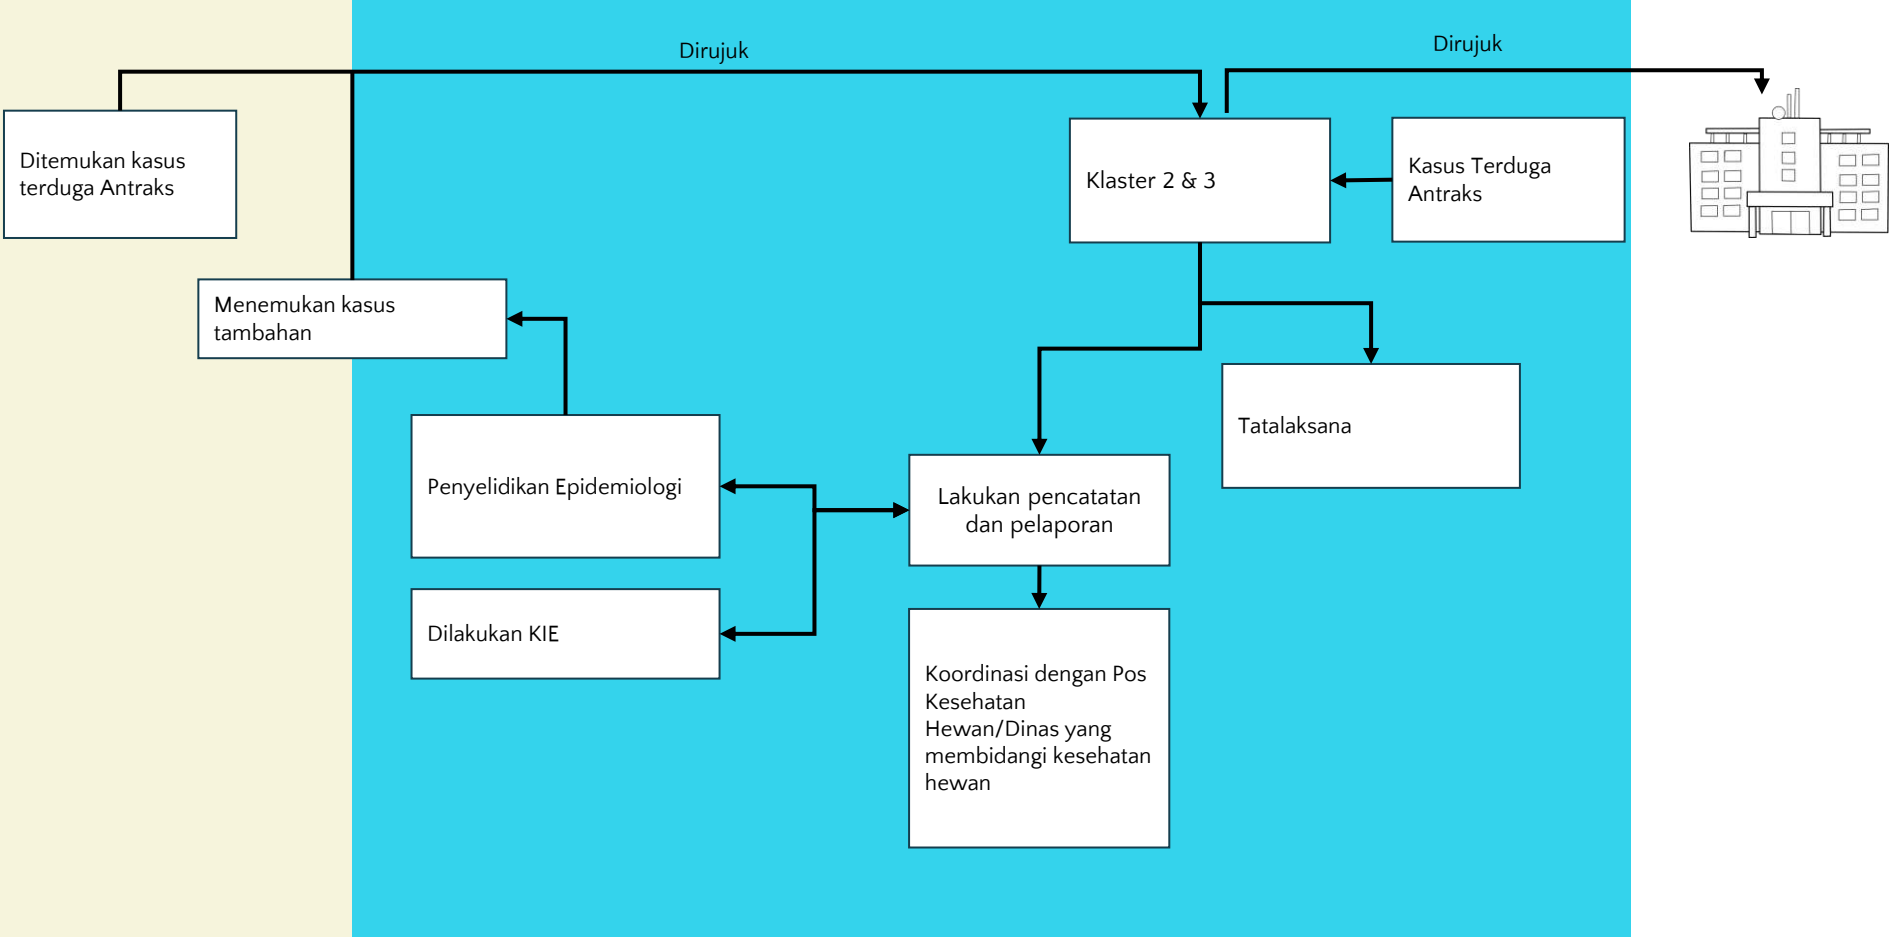 Dirujuk
Dirujuk
Ditemukan kasus
terduga Antraks
Klaster 2 & 3
Kasus Terduga
Antraks
Menemukan kasus
tambahan
Tatalaksana
Penyelidikan Epidemiologi
Lakukan pencatatan
dan pelaporan
Dilakukan KIE
Koordinasi dengan Pos
Kesehatan
Hewan/Dinas yang
membidangi kesehatan
hewan